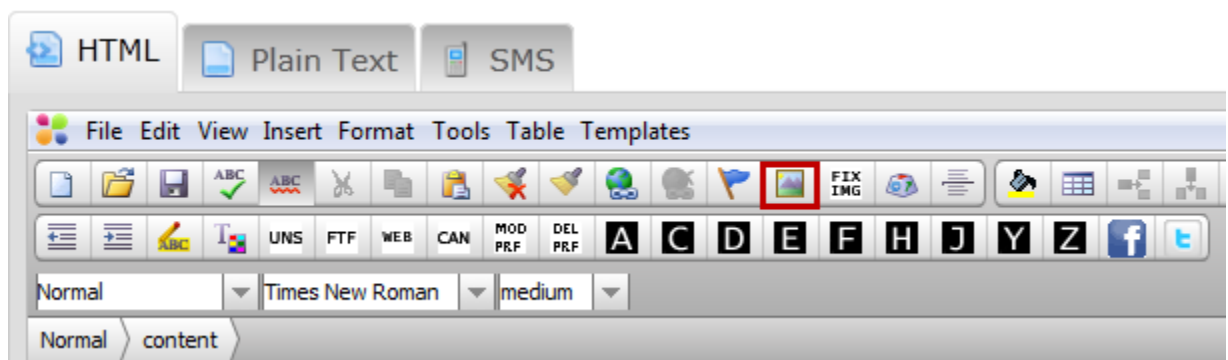 HTML Plain Text SMS
File Edit View Insert Format Tools Table Templates
ABC ABC FIX IMG
ABC T UNS FTF WEB CAN MOD PRF DEL PRF A C D E F H J Y Z f t
Normal Times New Roman medium
Normal content